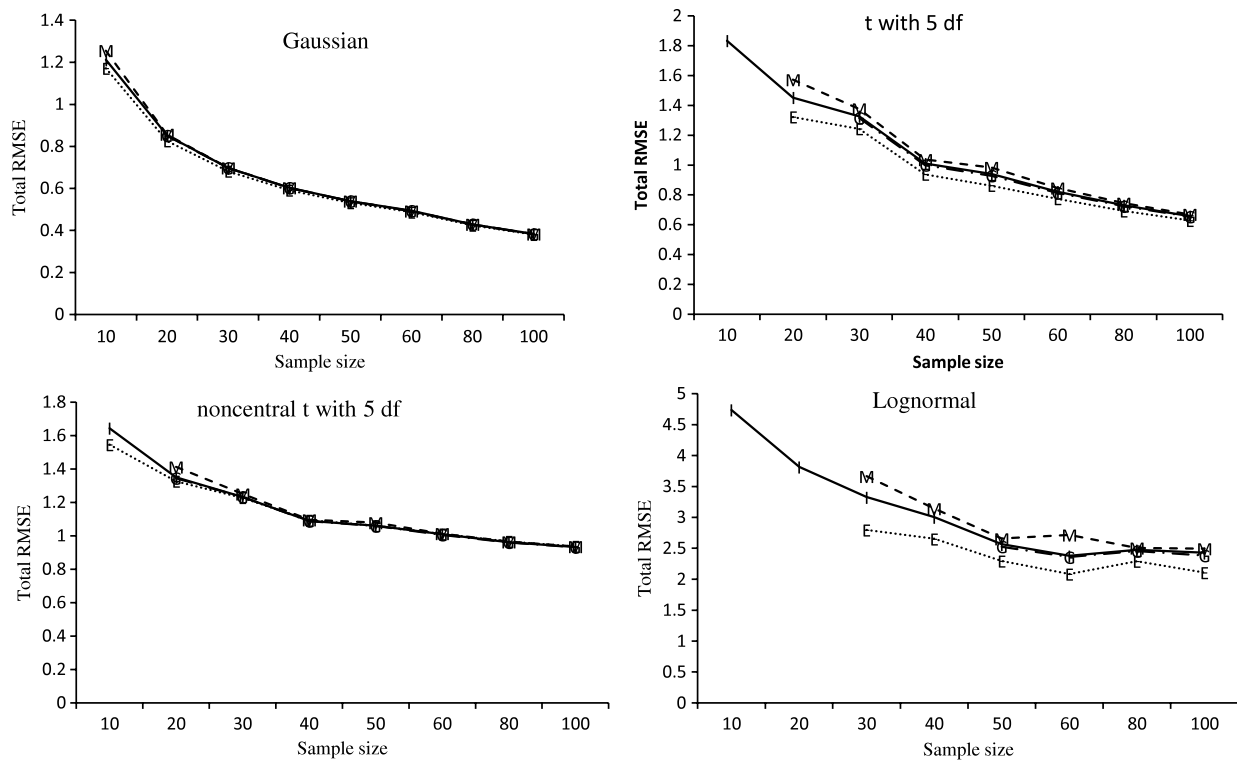 Gaussian
Total RMSE
1.4
1.2
1
0.8
0.6
0.4
0.2
0
10 20 30 40 50 60 80 100
Sample size
M I E
M I G E
M I G E
M I G E
M I G E
M I G E
M I G E
M I G E
t with 5 df
Total RMSE
2
1.8
1.6
1.4
1.2
1
0.8
0.6
0.4
0.2
0
10 20 30 40 50 60 80 100
Sample size
I
M I E
M I G E
M I G E
M I G E
M I G E
M I G E
M I G E
noncentral t with 5 df
Total RMSE
1.8
1.6
1.4
1.2
1
0.8
0.6
0.4
0.2
0
10 20 30 40 50 60 80 100
Sample size
I E
M I G E
M I G E
M I G E
M I G E
M I G E
M I G E
M I G E
Lognormal
Total RMSE
5
4.5
4
3.5
3
2.5
2
1.5
1
0.5
0
10 20 30 40 50 60 80 100
Sample size
I
I
M I E
M I E
M I G E
M I G E
M I G E
M I G E